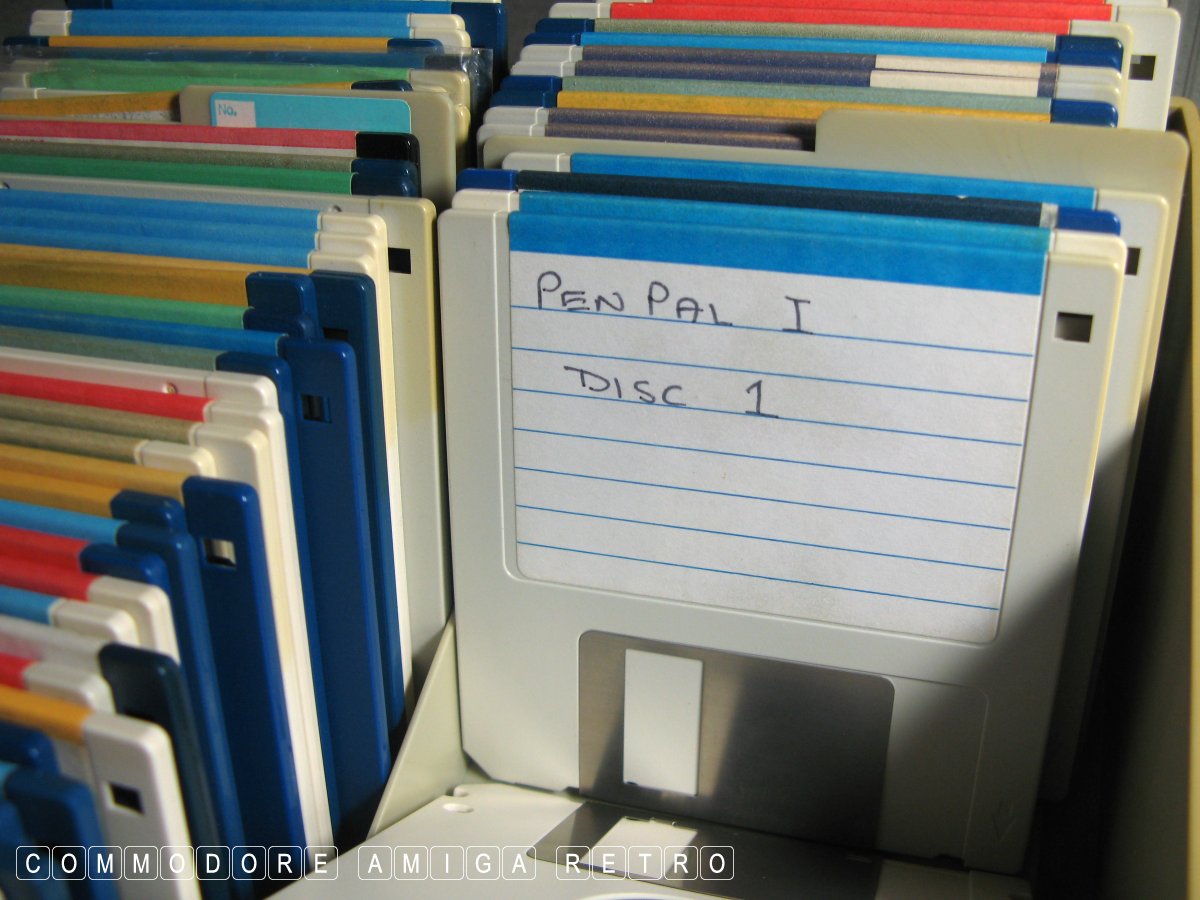 No.
PEN PAL I
DISC 1
COMMODORE AMIGA RETRO